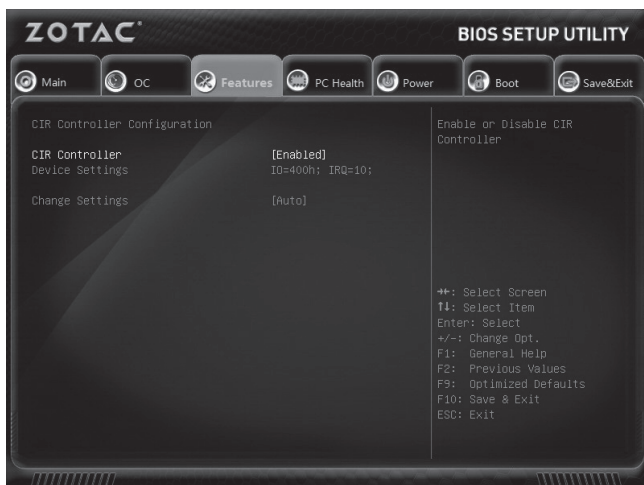 ZOTAC
BIOS SETUP UTILITY
Main
OC
Features
PC Health
Power
Boot
Save&Exit
CIR Controller Configuration
CIR Controller [Enabled]
Device Settings IO=400h; IRQ=10;
Change Settings [Auto]
Enable or Disable CIR
Controller
→←: Select Screen
↑↓: Select Item
Enter: Select
+/-: Change Opt.
F1: General Help
F2: Previous Values
F9: Optimized Defaults
F10: Save & Exit
ESC: Exit